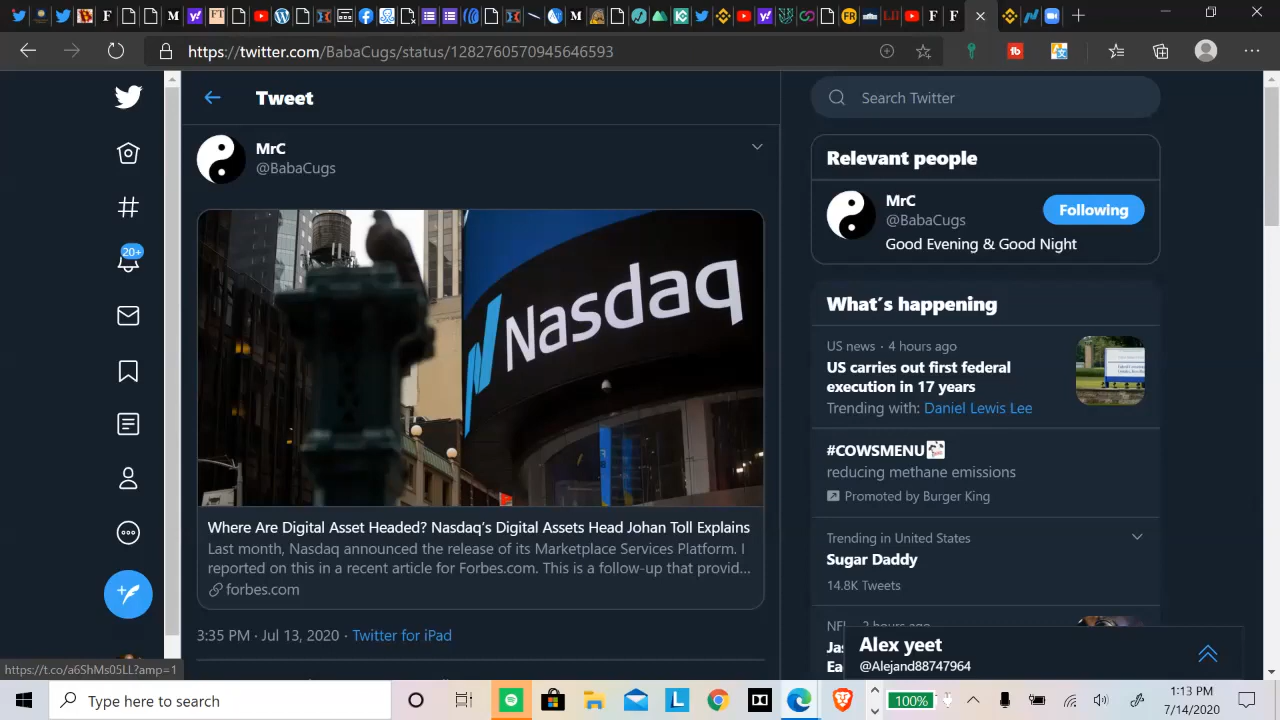 https://twitter.com/BabaCugs/status/1282760570945646593
Tweet
Search Twitter
MrC
@BabaCugs
Relevant people
MrC
@BabaCugs
Following
Good Evening & Good Night
20+
Nasdaq
What's happening
US news · 4 hours ago
US carries out first federal
execution in 17 years
Trending with: Daniel Lewis Lee
#COWSMENU
reducing methane emissions
Promoted by Burger King
Where Are Digital Asset Headed? Nasdaq's Digital Assets Head Johan Toll Explains
Last month, Nasdaq announced the release of its Marketplace Services Platform. I
reported on this in a recent article for Forbes.com. This is a follow-up that provid...
forbes.com
Trending in United States
Sugar Daddy
14.8K Tweets
3:35 PM · Jul 13, 2020 · Twitter for iPad
Alex yeet
@Alejand88747964
https://t.co/a6ShMs05LL?amp=1
Type here to search
100%
1:13 PM
7/14/2020